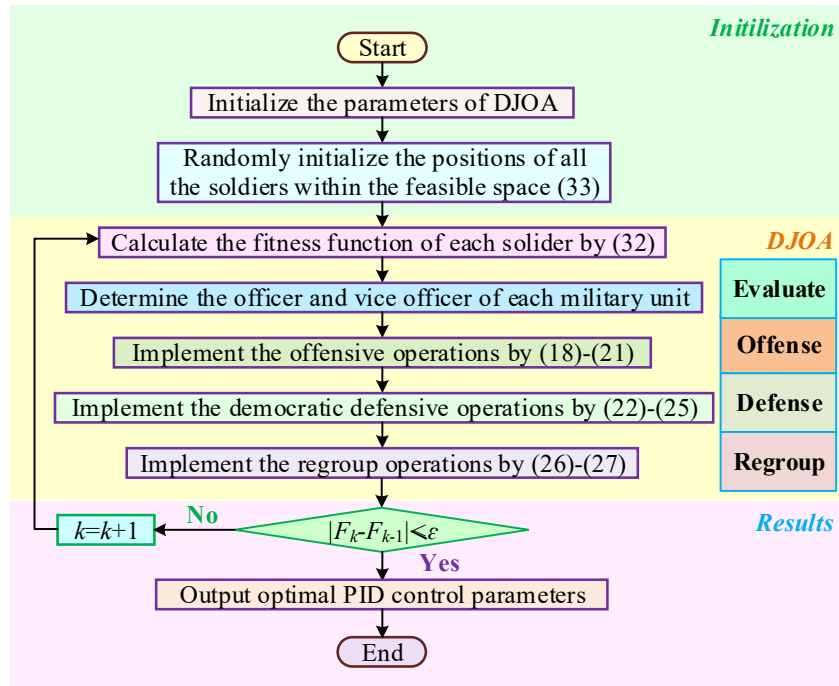 Initilization
Start
Initialize the parameters of DJOA
Randomly initialize the positions of all
the soldiers within the feasible space (33)
DJOA
Calculate the fitness function of each solider by (32)
Determine the officer and vice officer of each military unit
Implement the offensive operations by (18)-(21)
Implement the democratic defensive operations by (22)-(25)
Implement the regroup operations by (26)-(27)
Evaluate
Offense
Defense
Regroup
Results
No
k=k+1
|Fk-Fk-1|⩽ε
Yes
Output optimal PID control parameters
End